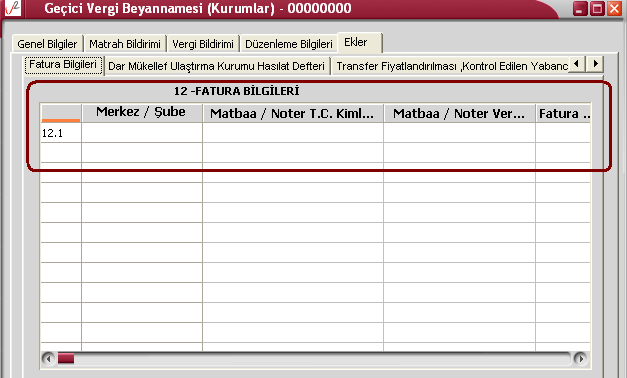 Geçici Vergi Beyannamesi (Kurumlar) - 00000000
Genel Bilgiler Matrah Bildirimi Vergi Bildirimi Düzenleme Bilgileri Ekler
Fatura Bilgileri Dar Mükellef Ulaştırma Kurumu Hasılat Defteri Transfer Fiyatlandırılması ,Kontrol Edilen Yabanc
12 -FATURA BİLGİLERİ
Merkez / Şube Matbaa / Noter T.C. Kiml... Matbaa / Noter Ver... Fatura ..
12.1